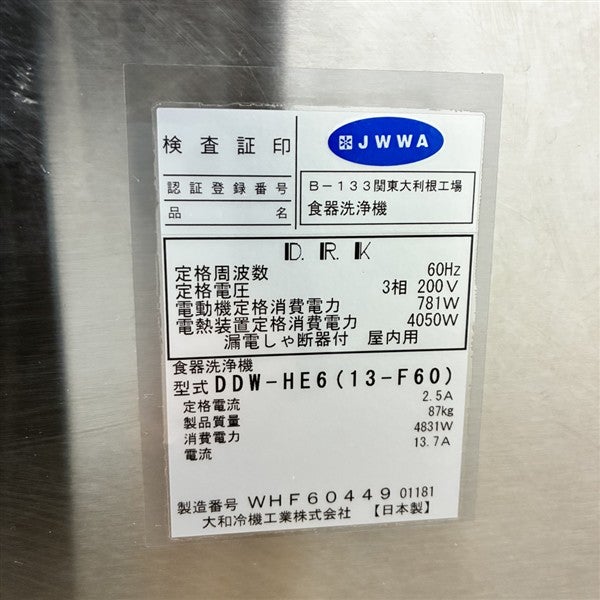 検査証印
JWWA
認証登録番号
B-133関東大利根工場
品名
食器洗浄機
D.R.K
定格周波数 60Hz
定格電圧 3相 200V
電動機定格消費電力 781W
電熱装置定格消費電力 4050W
漏電しゃ断器付 屋内用
食器洗浄機
型式 DDW-HE6(13-F60)
定格電流 2.5A
製品質量 87kg
消費電力 4831W
電流 13.7A
製造番号 WHF60449 01181
大和冷機工業株式会社 【日本製】